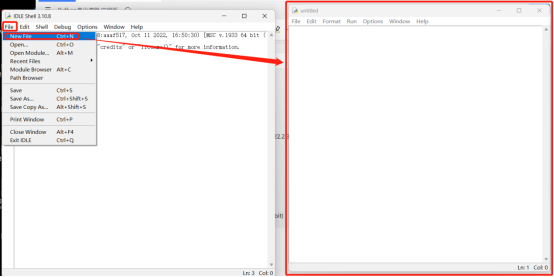 IDLE Shell 3.10.8
File Edit Shell Debug Options Window Help
New File Ctrl+N
Open... Ctrl+O
Open Module... Alt+M
Recent Files
Module Browser Alt+C
Path Browser
Save Ctrl+S
Save As... Ctrl+Shift+S
Save Copy As... Alt+Shift+S
Print Window Ctrl+P
Close Window Alt+F4
Exit IDLE Ctrl+Q
8:aaaf517, Oct 11 2022, 16:50:30) [MSC v.1933 64 bit (
"credits" or "license()" for more information.
Ln: 3 Col: 0
untitled
File Edit Format Run Options Window Help
Ln: 1 Col: 0